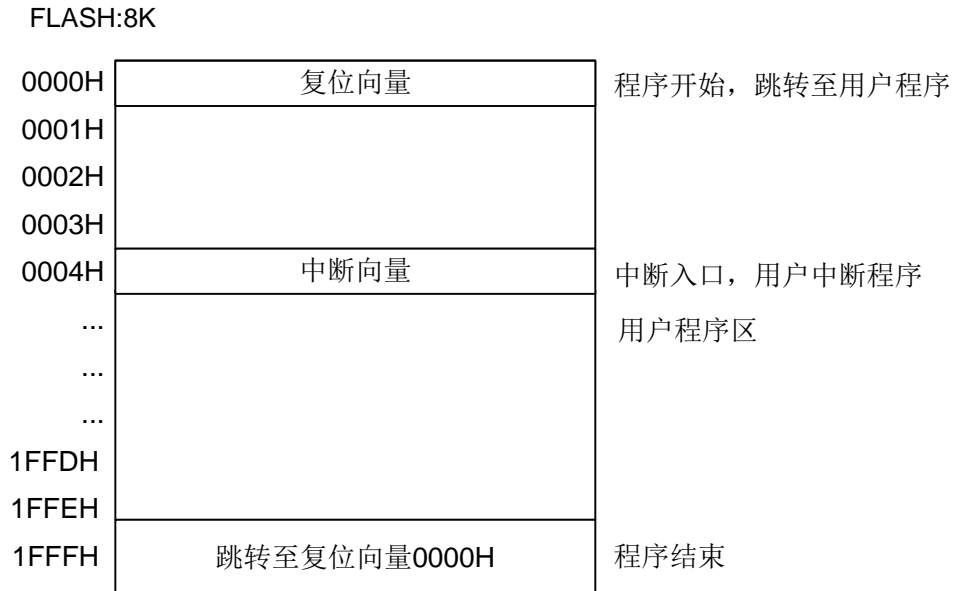 FLASH:8K
0000H 复位向量 程序开始，跳转至用户程序
0001H
0002H
0003H
0004H 中断向量 中断入口，用户中断程序
... 用户程序区
...
...
1FFDH
1FFEH
1FFFH 跳转至复位向量0000H 程序结束